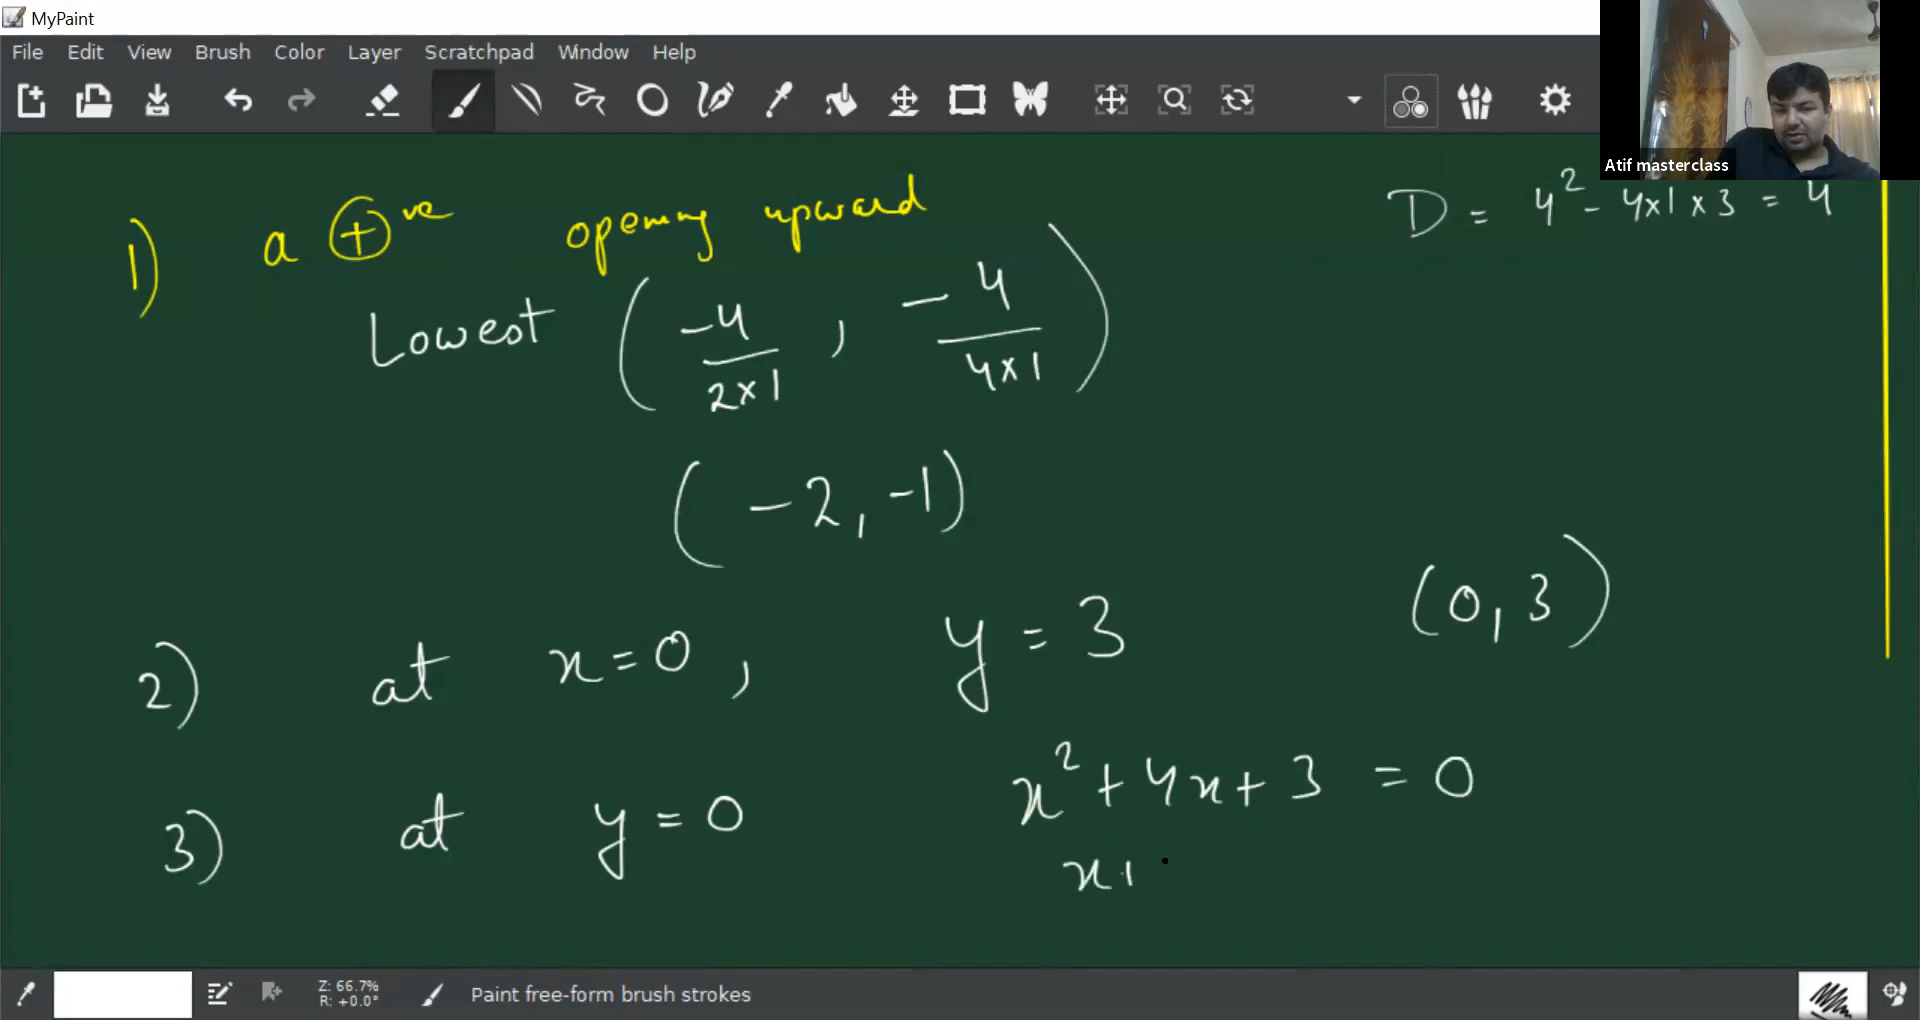 MyPaint
File Edit View Brush Color Layer Scratchpad Window Help
Atif masterclass
D = 4² - 4x1 x 3 = 4
1) a (+)ve opening upward
Lowest ( -4/2x1 , -4/4x1 )
( -2, -1)
2) at x=0, y = 3 (0, 3)
3) at y = 0 x² + 4x + 3 = 0
x
Z: 66.7%
R: +0.0°
Paint free-form brush strokes